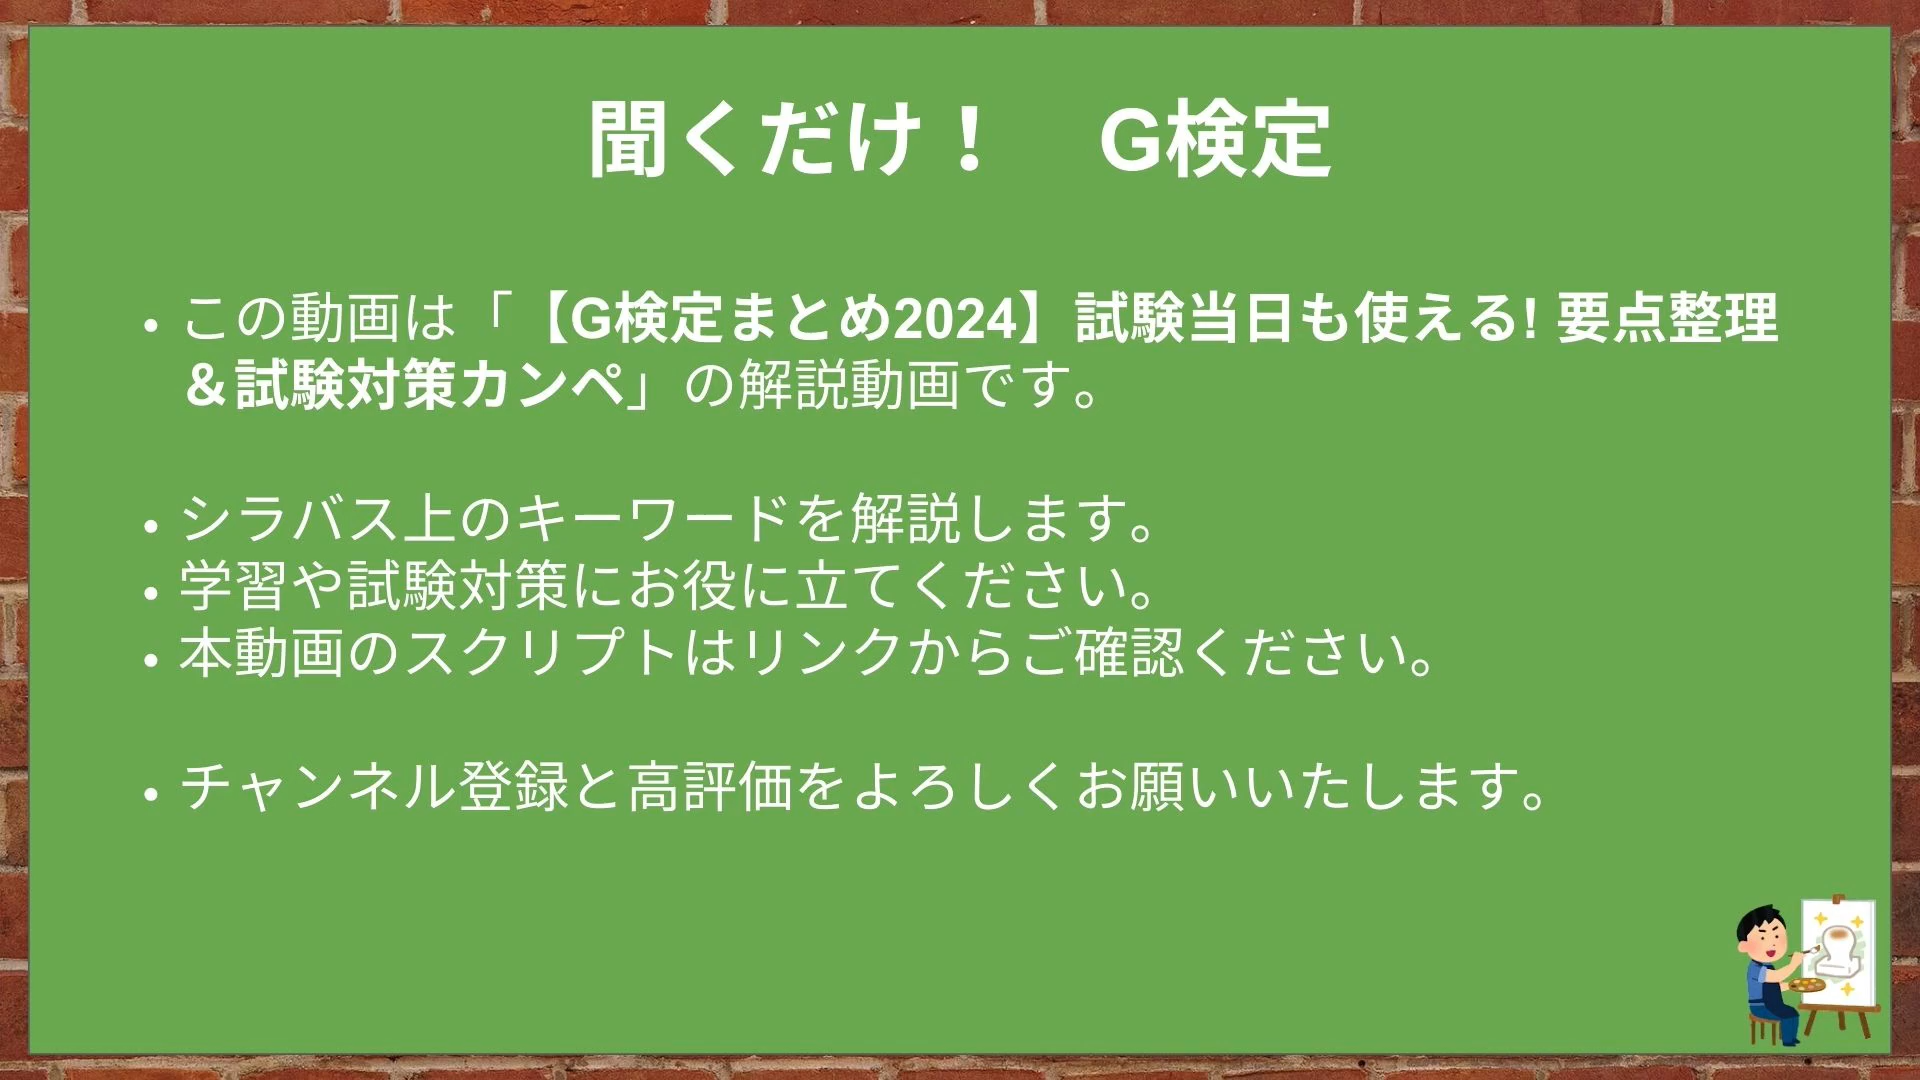 聞くだけ！　G検定
• この動画は「【G検定まとめ2024】試験当日も使える! 要点整理
＆試験対策カンペ」の解説動画です。
• シラバス上のキーワードを解説します。
• 学習や試験対策にお役に立てください。
• 本動画のスクリプトはリンクからご確認ください。
• チャンネル登録と高評価をよろしくお願いいたします。